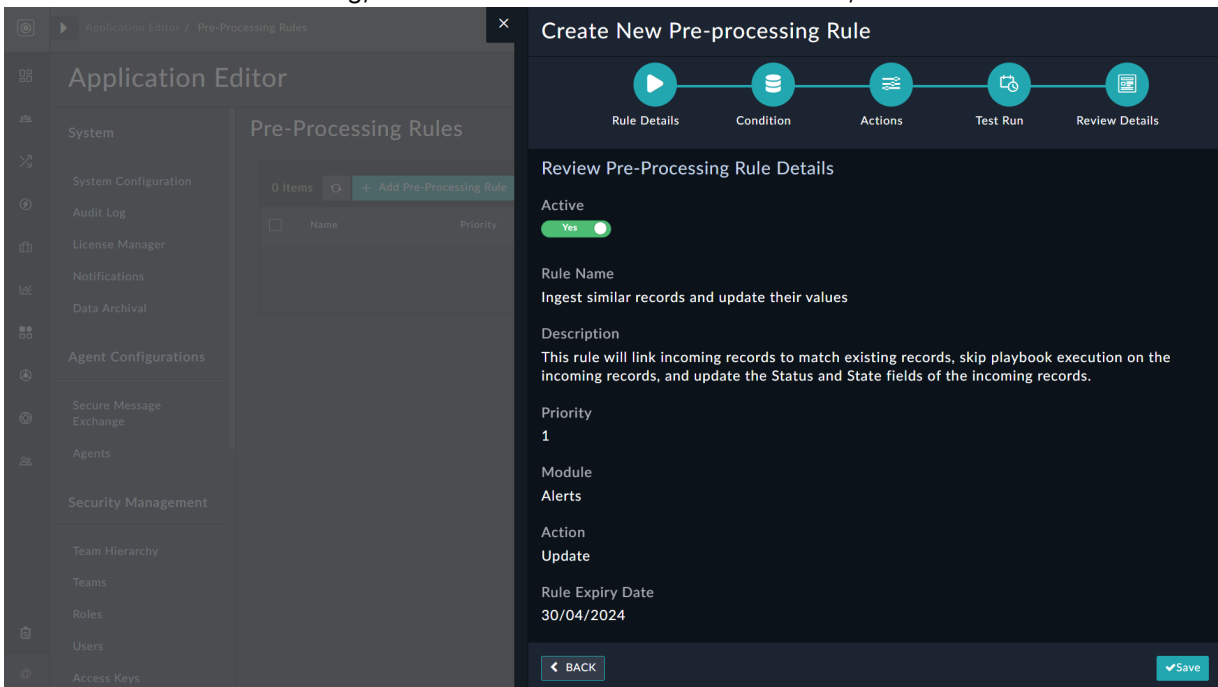 Application Editor / Pre-Processing Rules
Application Editor
System
System Configuration
Audit Log
License Manager
Notifications
Data Archival
Agent Configurations
Secure Message
Exchange
Agents
Security Management
Team Hierarchy
Teams
Roles
Users
Access Keys
Pre-Processing Rules
0 Items
+ Add Pre-Processing Rule
Name Priority
Create New Pre-processing Rule
Rule Details Condition Actions Test Run Review Details
Review Pre-Processing Rule Details
Active
Yes
Rule Name
Ingest similar records and update their values
Description
This rule will link incoming records to match existing records, skip playbook execution on the
incoming records, and update the Status and State fields of the incoming records.
Priority
1
Module
Alerts
Action
Update
Rule Expiry Date
30/04/2024
BACK
Save